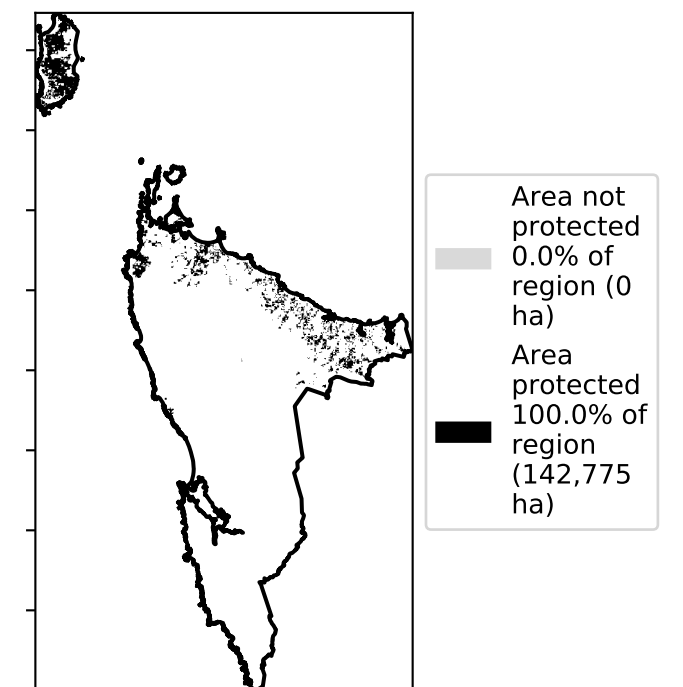 Area not
protected
0.0% of
region (0
ha)
Area
protected
100.0% of
region
(142,775
ha)